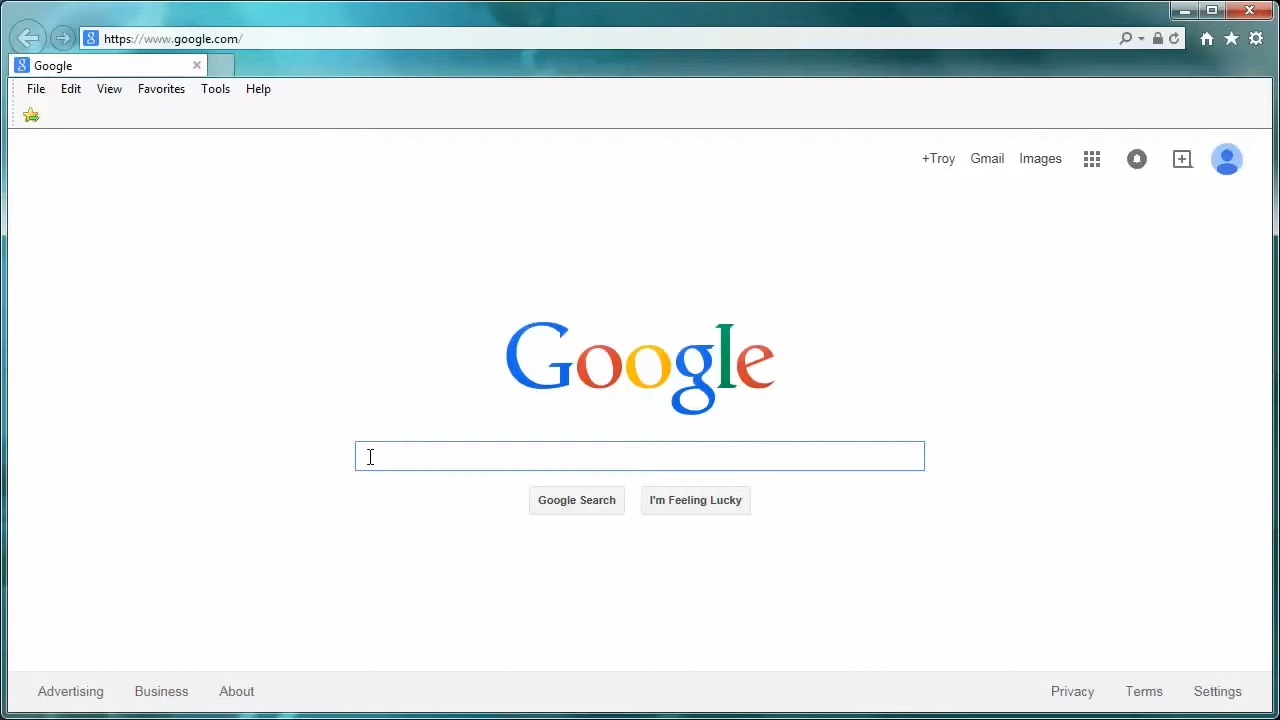 https://www.google.com/
Google
File Edit View Favorites Tools Help
+Troy Gmail Images
Google
Google Search I'm Feeling Lucky
Advertising Business About Privacy Terms Settings